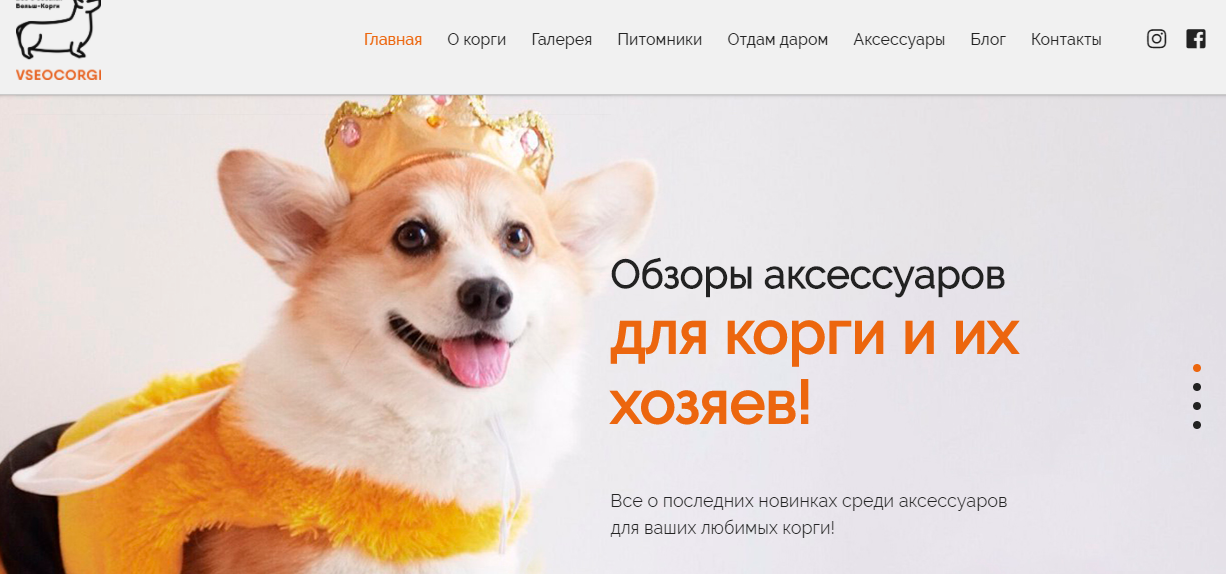 Вельш-Корги
VSEOCORGI
Главная О корги Галерея Питомники Отдам даром Аксессуары Блог Контакты
Обзоры аксессуаров
для корги и их
хозяев!
Все о последних новинках среди аксессуаров
для ваших любимых корги!